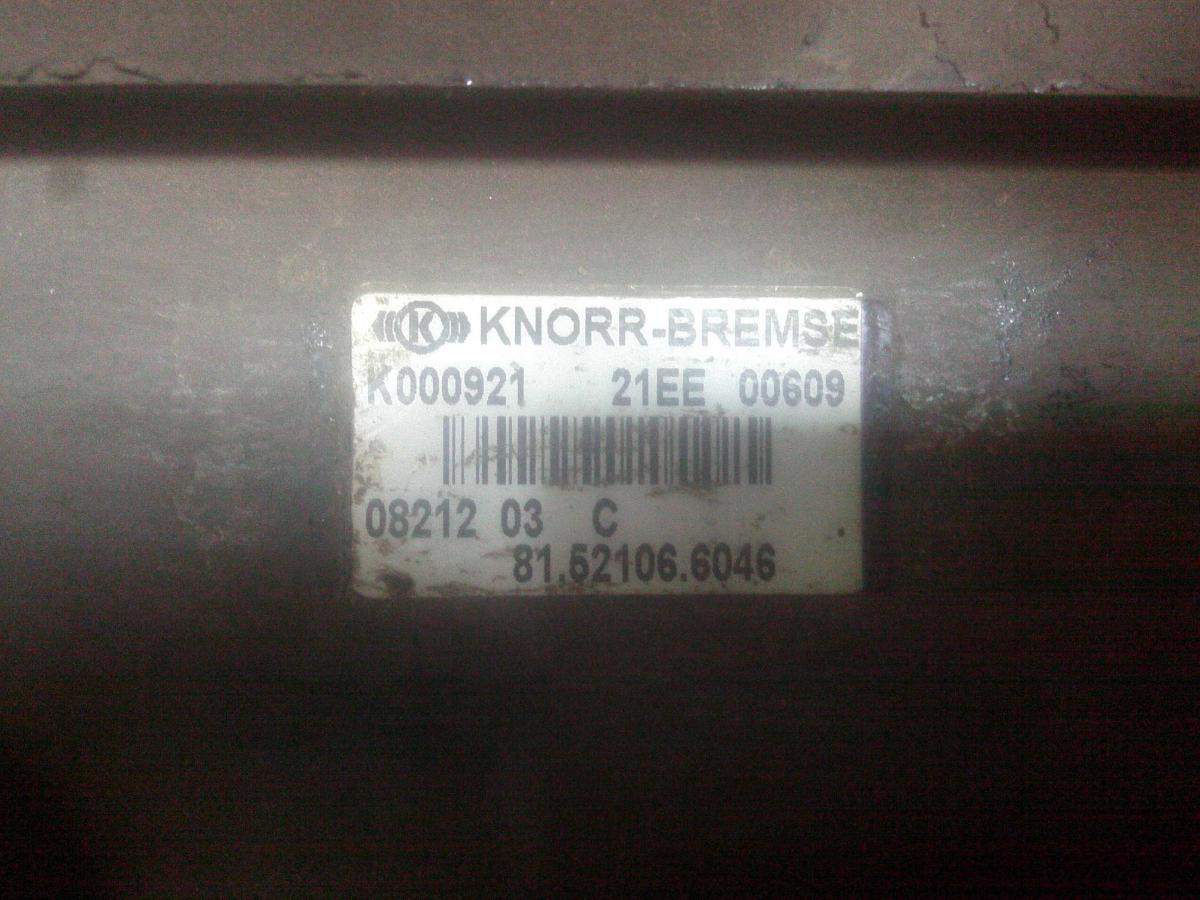 K KNORR-BREMSE
K000921 21EE 00609
08212 03 C
81.52106.6046